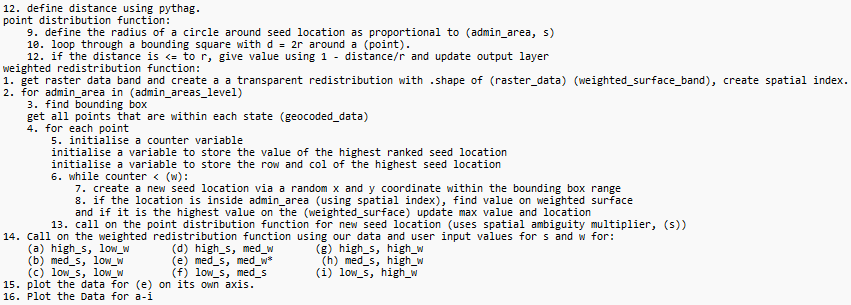 12. define distance using pythag.
point distribution function:
9. define the radius of a circle around seed location as proportional to (admin_area, s)
10. loop through a bounding square with d = 2r around a (point).
12. if the distance is <= to r, give value using 1 - distance/r and update output layer
weighted redistribution function:
1. get raster data band and create a a transparent redistribution with .shape of (raster_data) (weighted_surface_band), create spatial index.
2. for admin_area in (admin_areas_level)
3. find bounding box
get all points that are within each state (geocoded_data)
4. for each point
5. initialise a counter variable
initialise a variable to store the value of the highest ranked seed location
initialise a variable to store the row and col of the highest seed location
6. while counter < (w):
7. create a new seed location via a random x and y coordinate within the bounding box range
8. if the location is inside admin_area (using spatial index), find value on weighted surface
and if it is the highest value on the (weighted_surface) update max value and location
13. call on the point distribution function for new seed location (uses spatial ambiguity multiplier, (s))
14. Call on the weighted redistribution function using our data and user input values for s and w for:
(a) high_s, low_w (d) high_s, med_w (g) high_s, high_w
(b) med_s, low_w (e) med_s, med_w* (h) med_s, high_w
(c) low_s, low_w (f) low_s, med_s (i) low_s, high_w
15. plot the data for (e) on its own axis.
16. Plot the Data for a-i